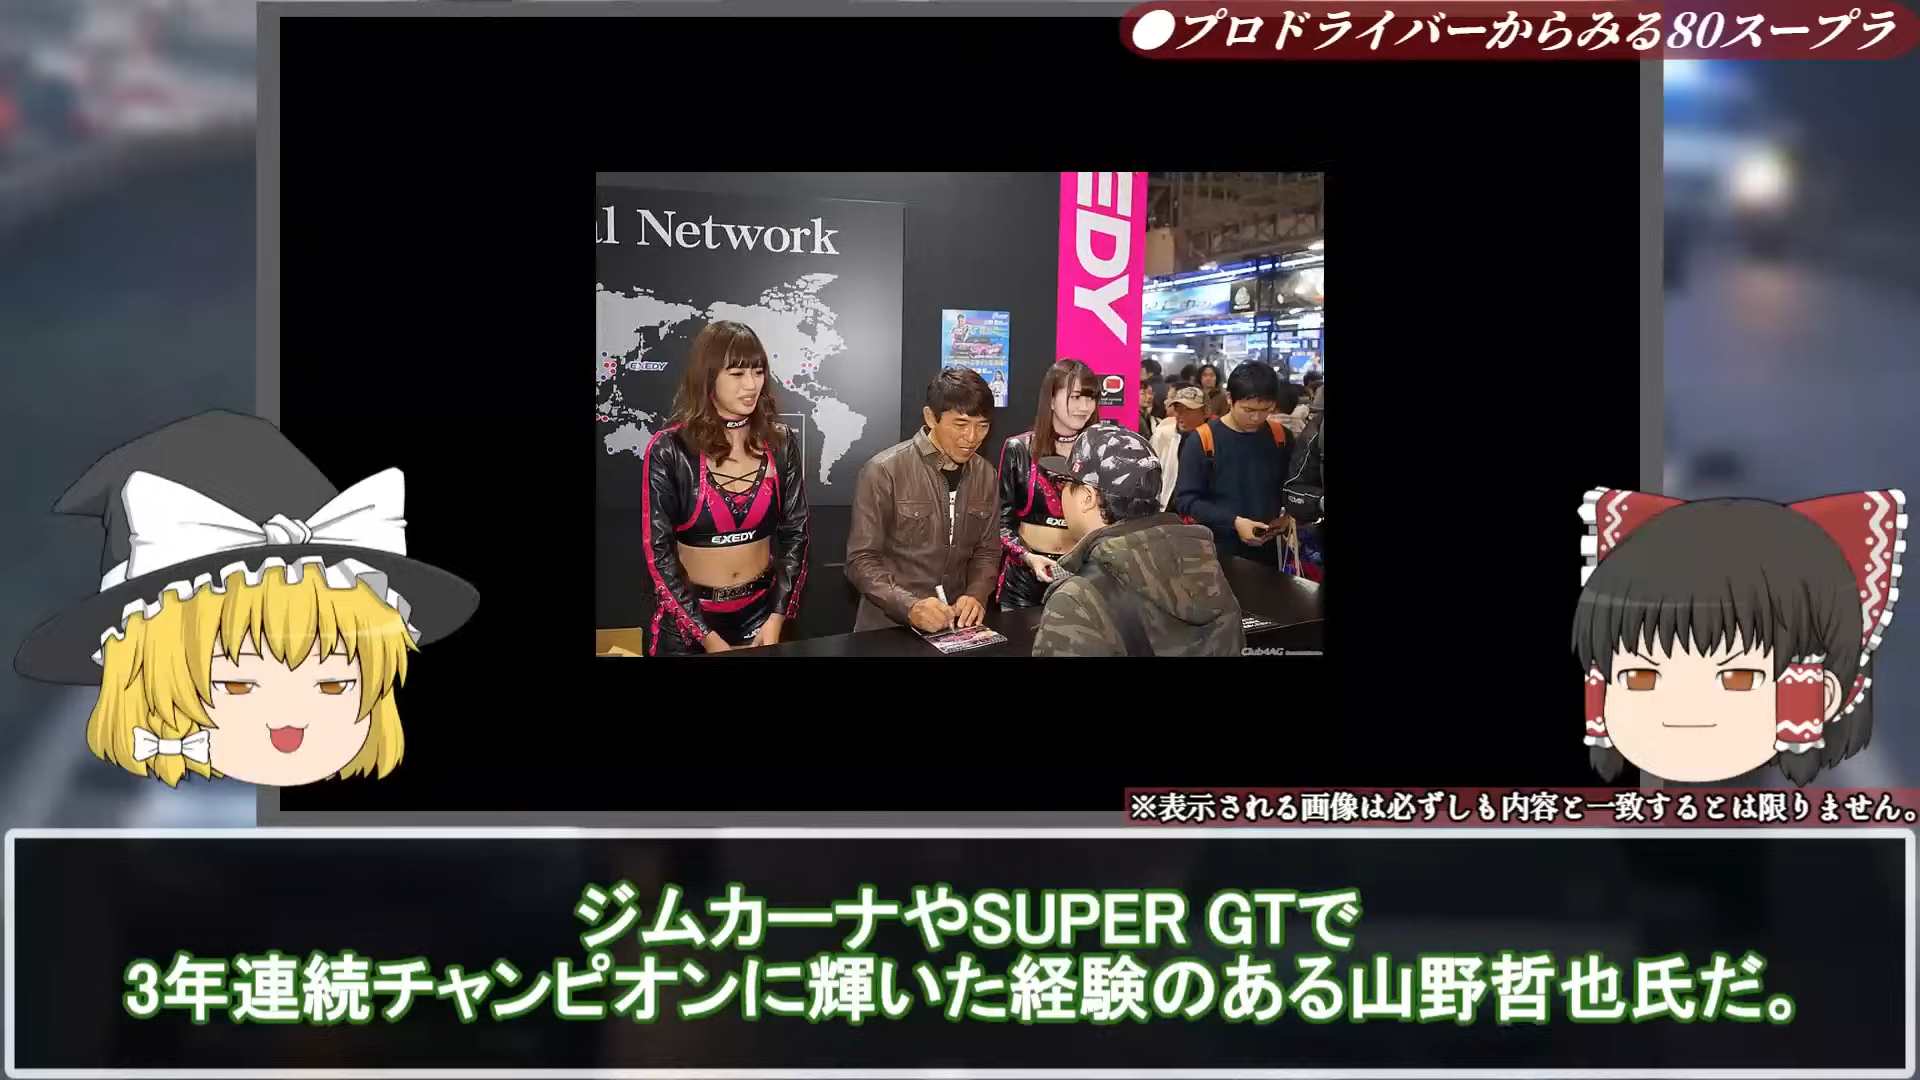 ●プロドライバーからみる80スープラ
al Network
EXEDY
EDY
EXEDY
EXEDY
EXE
Club4AG
※表示される画像は必ずしも内容と一致するとは限りません。
ジムカーナやSUPER GTで
3年連続チャンピオンに輝いた経験のある山野哲也氏だ。